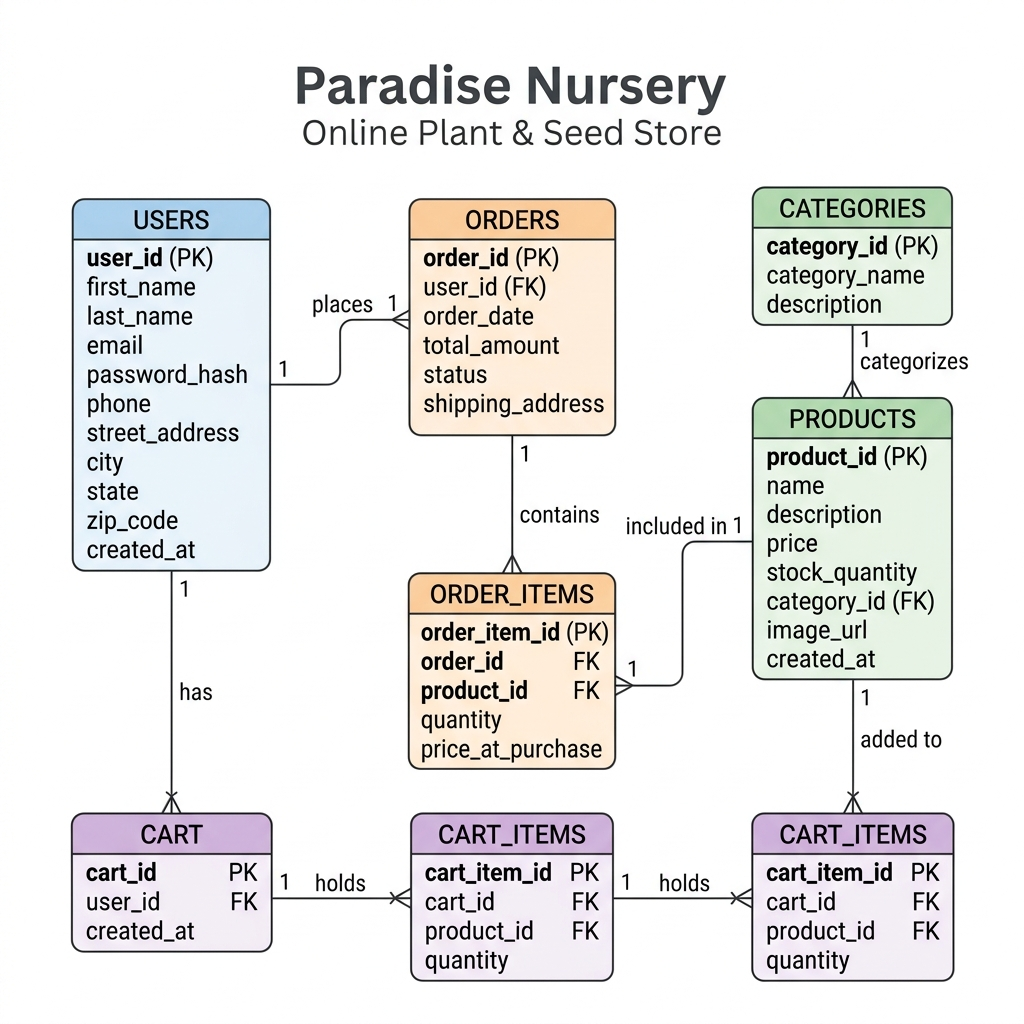 Paradise Nursery
Online Plant & Seed Store
USERS
user_id (PK)
first_name
last_name
email
password_hash
phone
street_address
city
state
zip_code
created_at
1
places 1
ORDERS
order_id (PK)
user_id (FK)
order_date
total_amount
status
shipping_address
CATEGORIES
category_id (PK)
category_name
description
1
categorizes
PRODUCTS
product_id (PK)
name
description
price
stock_quantity
category_id (FK)
image_url
created_at
1
contains
included in 1
1
ORDER_ITEMS
order_item_id (PK)
order_id FK
product_id FK
quantity
price_at_purchase
1
has
1
added to
CART
cart_id PK
user_id FK
created_at
1 holds
CART_ITEMS
cart_item_id PK
cart_id FK
product_id FK
quantity
1 holds
CART_ITEMS
cart_item_id PK
cart_id FK
product_id FK
quantity